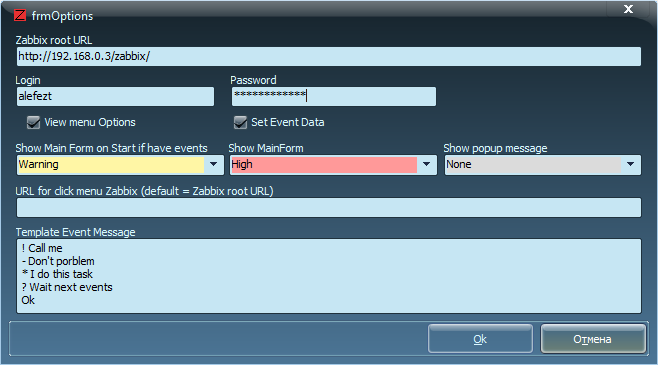 frmOptions
Zabbix root URL
http://192.168.0.3/zabbix/
Login Password
alefezt ************
View menu Options Set Event Data
Show Main Form on Start if have events Show MainForm Show popup message
Warning High None
URL for click menu Zabbix (default = Zabbix root URL)
Template Event Message
! Call me
- Don't porblem
* I do this task
? Wait next events
Ok
Ok Отмена